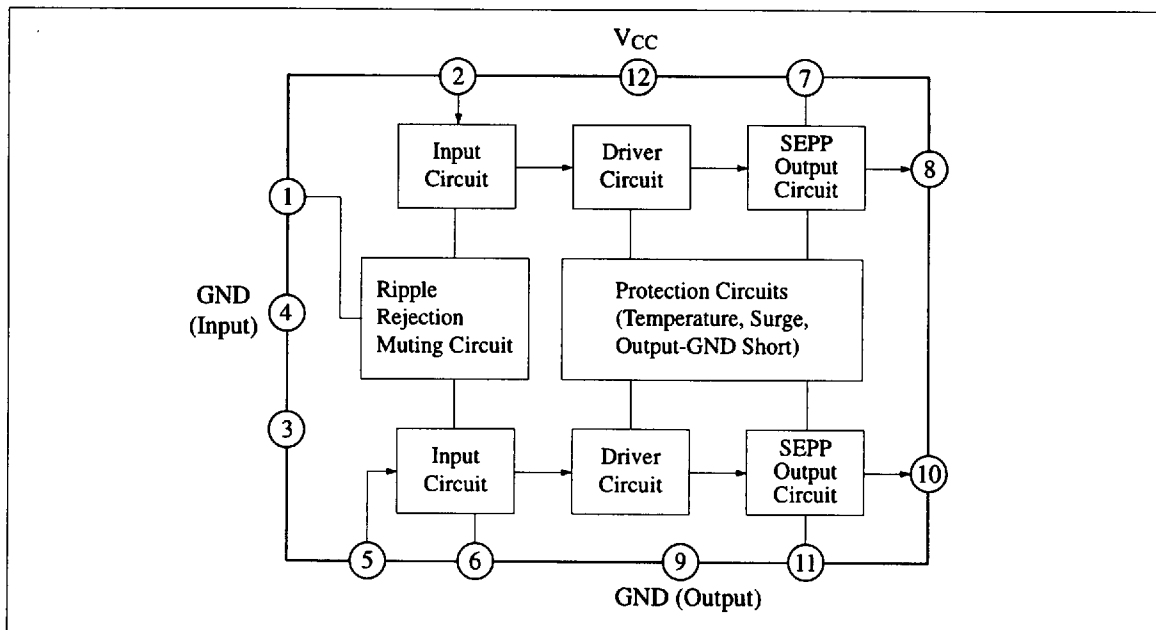 VCC
2
12
7
Input
Circuit
Driver
Circuit
SEPP
Output
Circuit
8
1
Ripple
Rejection
Muting Circuit
Protection Circuits
(Temperature, Surge,
Output-GND Short)
GND
(Input)
4
3
Input
Circuit
Driver
Circuit
SEPP
Output
Circuit
10
5
6
9
11
GND (Output)